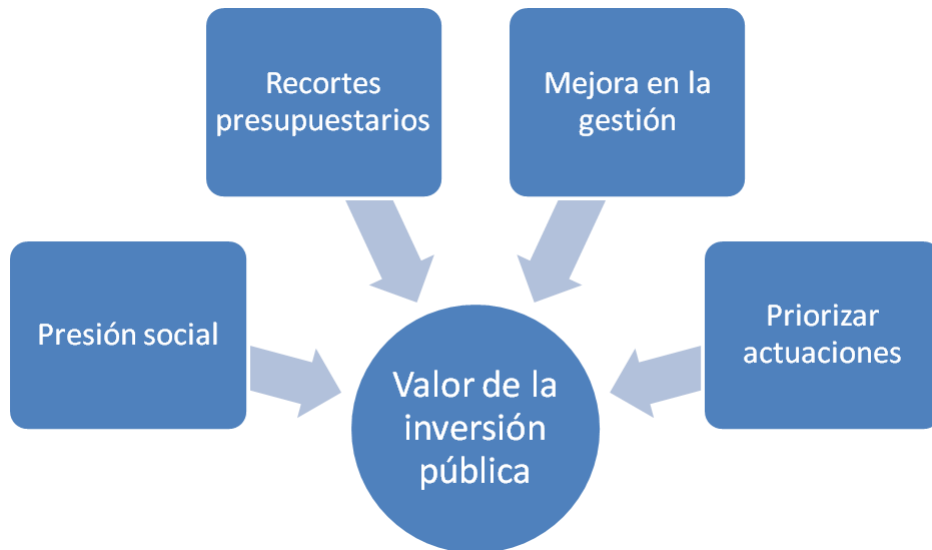 Recortes
presupuestarios
Mejora en la
gestión
Presión social
Priorizar
actuaciones
Valor de la
inversión
pública